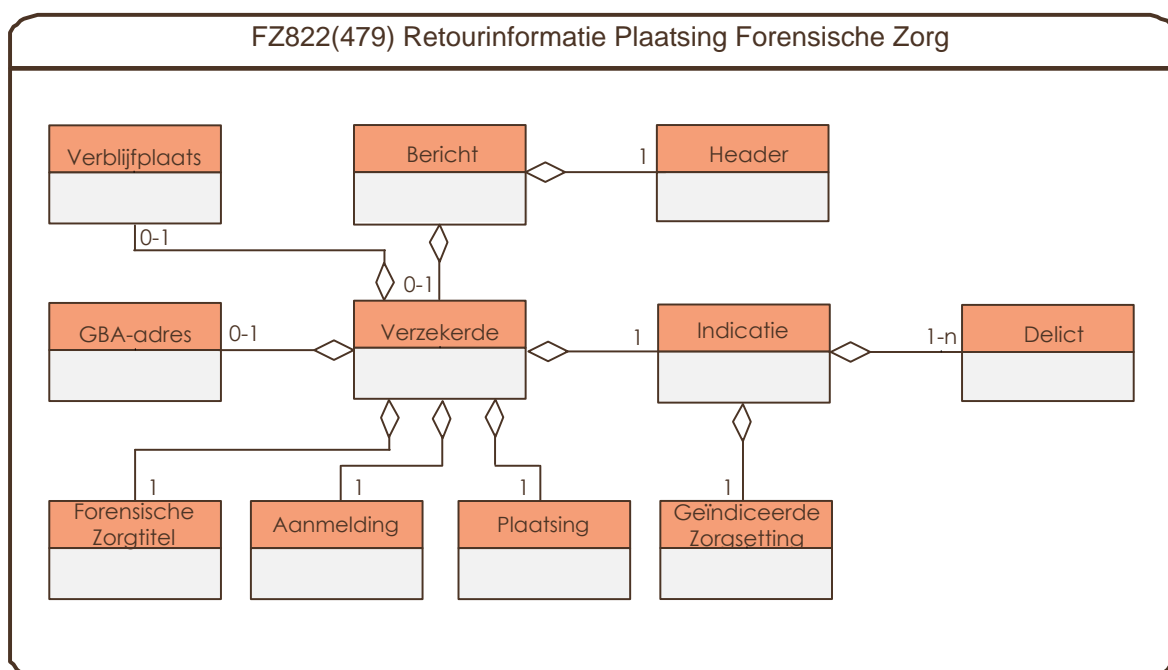 FZ822(479) Retourinformatie Plaatsing Forensische Zorg
Verblijfplaats
Bericht
1
Header
0-1
0-1
GBA-adres
0-1
Verzekerde
1
Indicatie
1-n
Delict
1
1
1
1
Forensische
Zorgtitel
Aanmelding
Plaatsing
Geïndiceerde
Zorgsetting